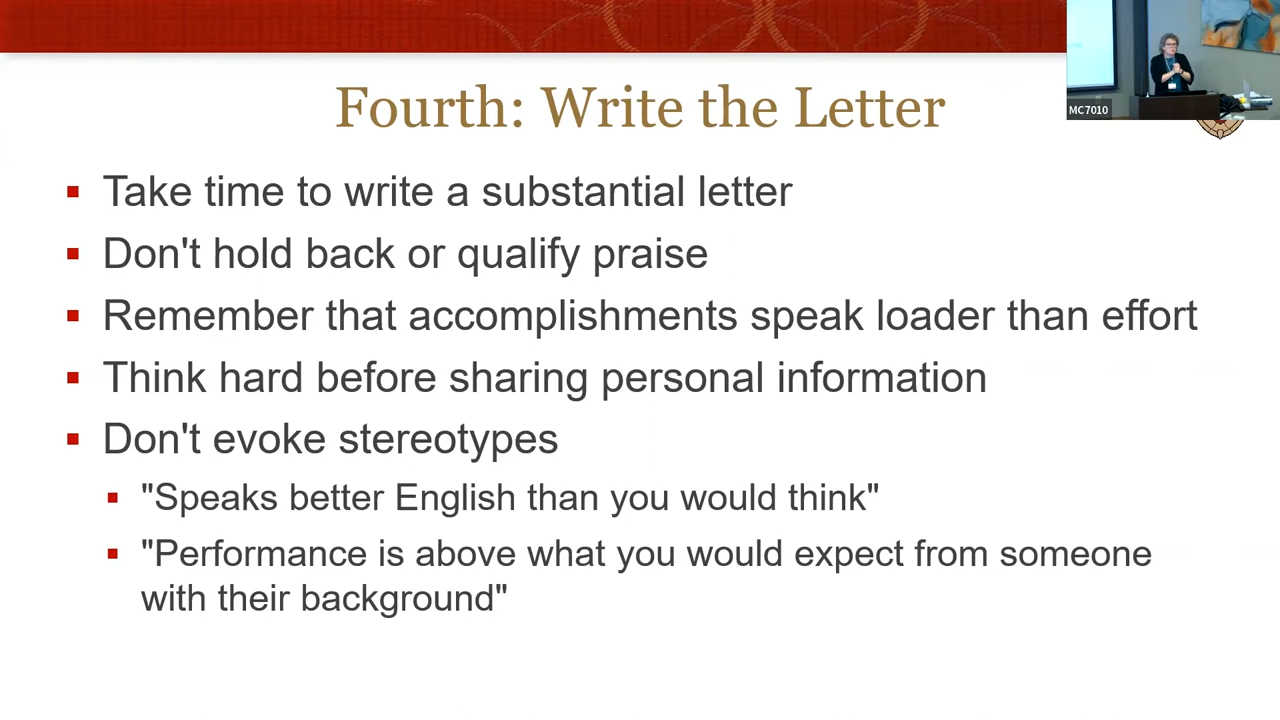 Fourth: Write the Letter
MC7010
▪ Take time to write a substantial letter
▪ Don't hold back or qualify praise
▪ Remember that accomplishments speak loader than effort
▪ Think hard before sharing personal information
▪ Don't evoke stereotypes
▪ "Speaks better English than you would think"
▪ "Performance is above what you would expect from someone
with their background"